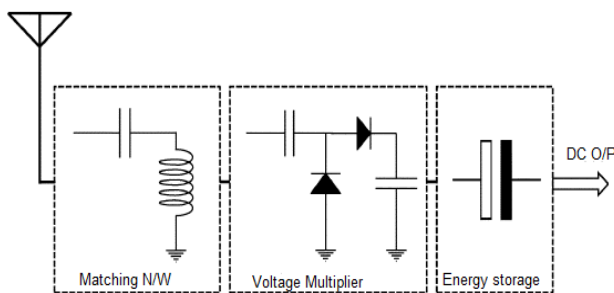 DC O/P
Matching N/W
Voltage Multiplier
Energy storage